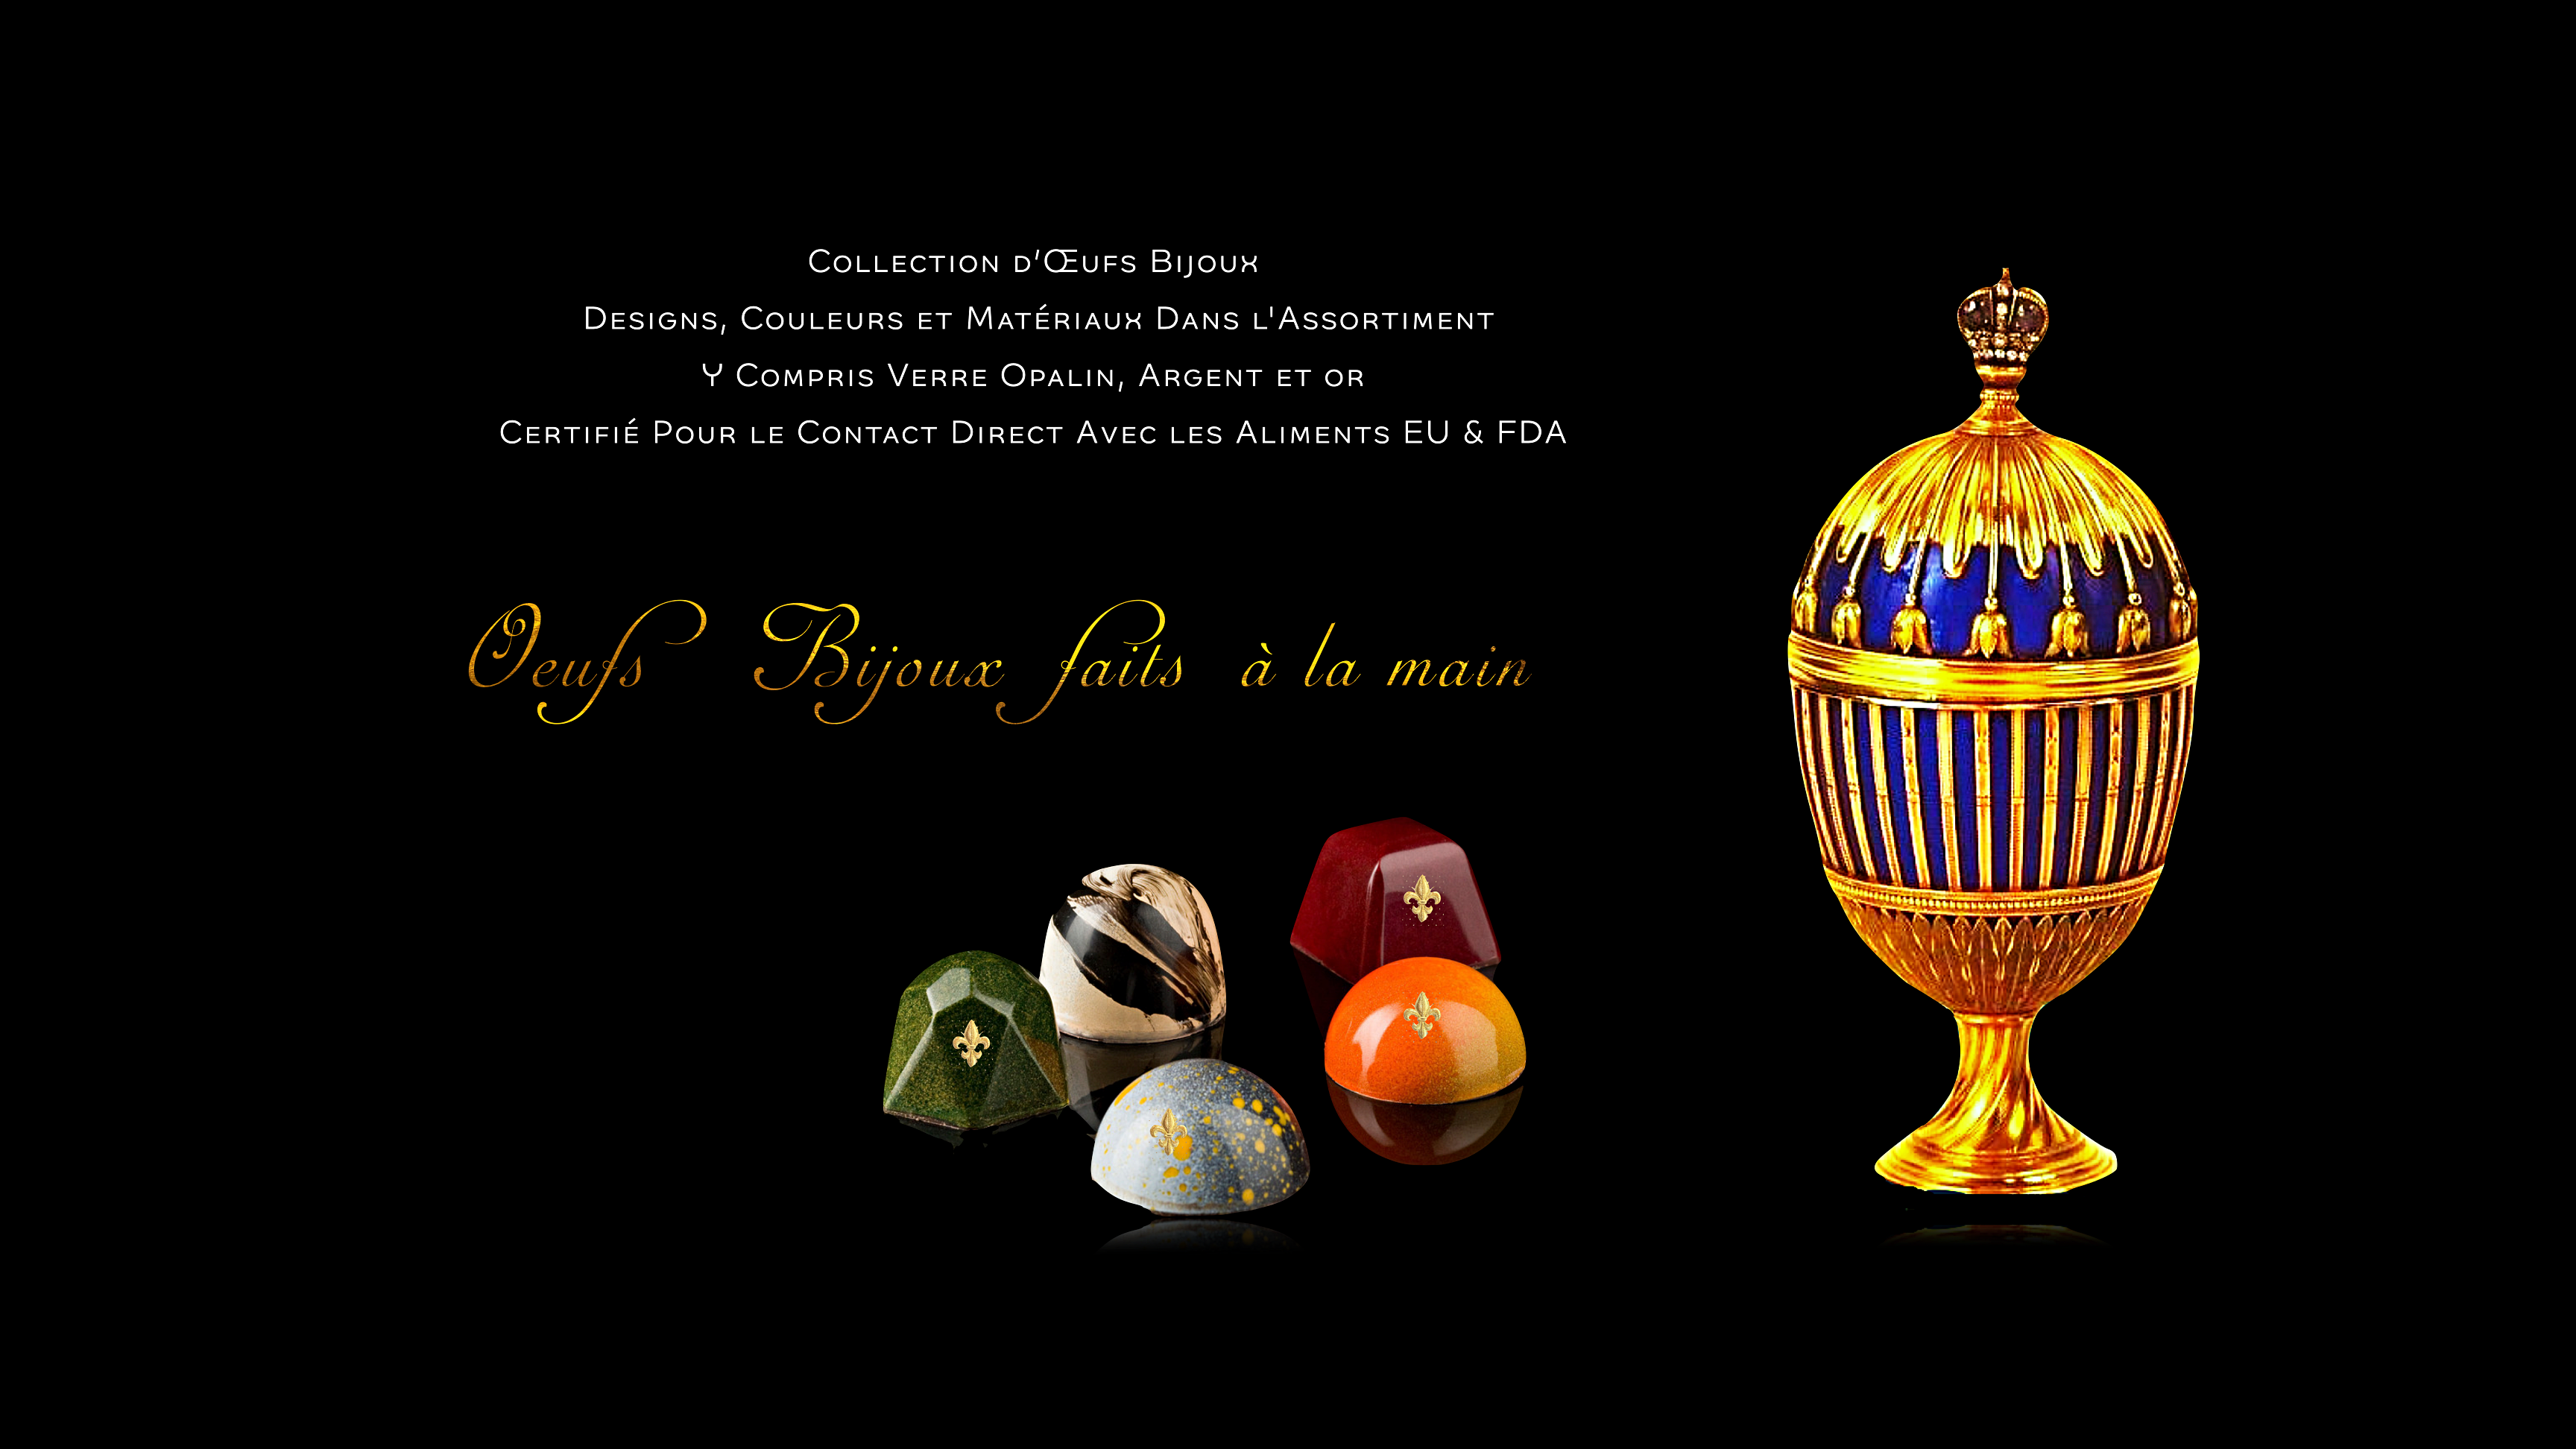 Collection d'Œufs Bijoux
Designs, Couleurs et Matériaux Dans l'Assortiment
Y Compris Verre Opalin, Argent et or
Certifié Pour le Contact Direct Avec les Aliments EU & FDA
Oeufs Bijoux faits à la main